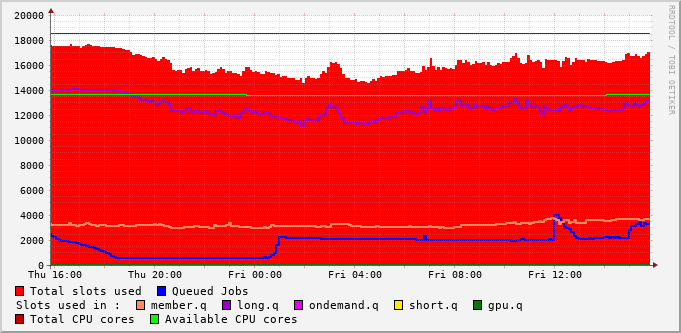 20000
18000
16000
14000
12000
10000
8000
6000
4000
2000
0
Thu 16:00 Thu 20:00 Fri 00:00 Fri 04:00 Fri 08:00 Fri 12:00
Total slots used Queued Jobs
Slots used in : member.q long.q ondemand.q short.q gpu.q
Total CPU cores Available CPU cores
RRDTOOL / TOBI OETIKER